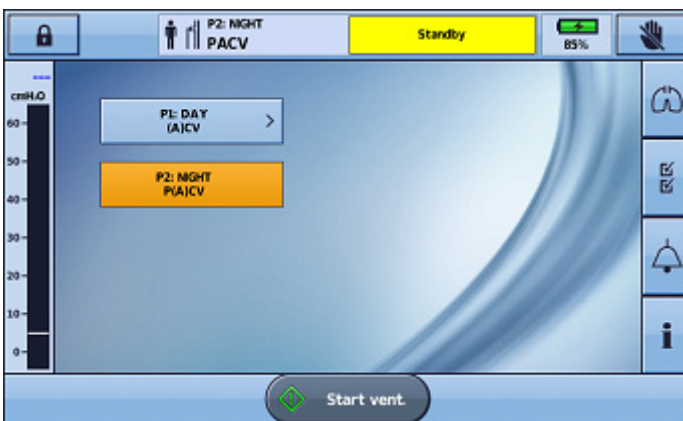 P2: NIGHT
PACV
Standby
85%
---
cmH2O
60
50
40
30
20
10
0
P1: DAY
(A)CV
>
P2: NIGHT
P(A)CV
i
Start vent.